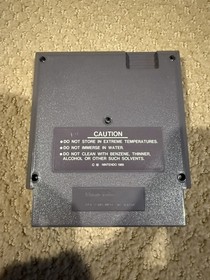 CAUTION
●DO NOT STORE IN EXTREME TEMPERATURES.
●DO NOT IMMERSE IN WATER.
●DO NOT CLEAN WITH BENZENE, THINNER,
ALCOHOL OR OTHER SUCH SOLVENTS.
NINTENDO